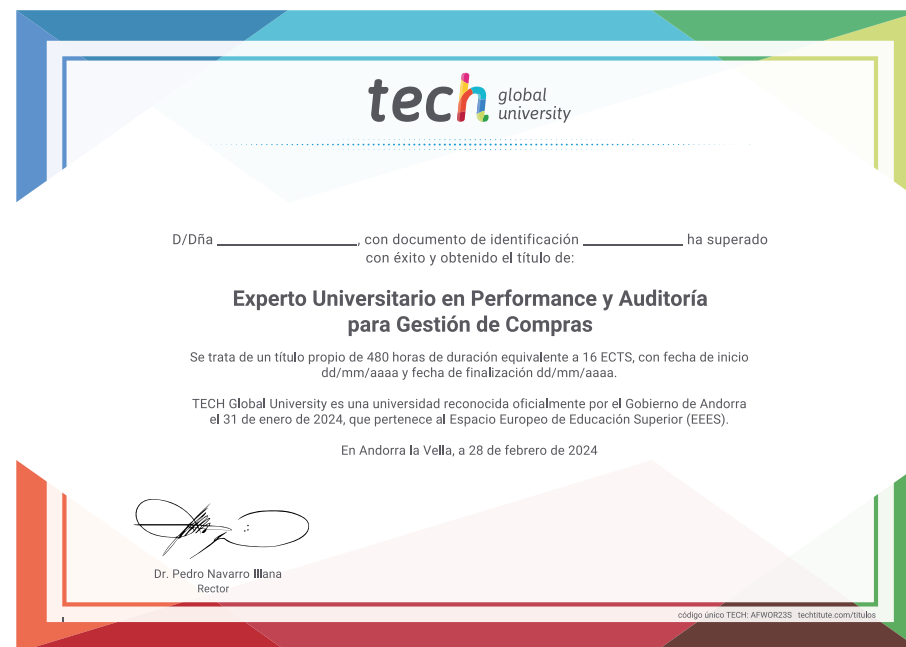 tech global
university
D/Dña ____________________, con documento de identificación ______________ ha superado
con éxito y obtenido el título de:
Experto Universitario en Performance y Auditoría
para Gestión de Compras
Se trata de un título propio de 480 horas de duración equivalente a 16 ECTS, con fecha de inicio
dd/mm/aaaa y fecha de finalización dd/mm/aaaa.
TECH Global University es una universidad reconocida oficialmente por el Gobierno de Andorra
el 31 de enero de 2024, que pertenece al Espacio Europeo de Educación Superior (EEES).
En Andorra la Vella, a 28 de febrero de 2024
Dr. Pedro Navarro Illana
Rector
código único TECH: AFWOR23S techtitute.com/titulos